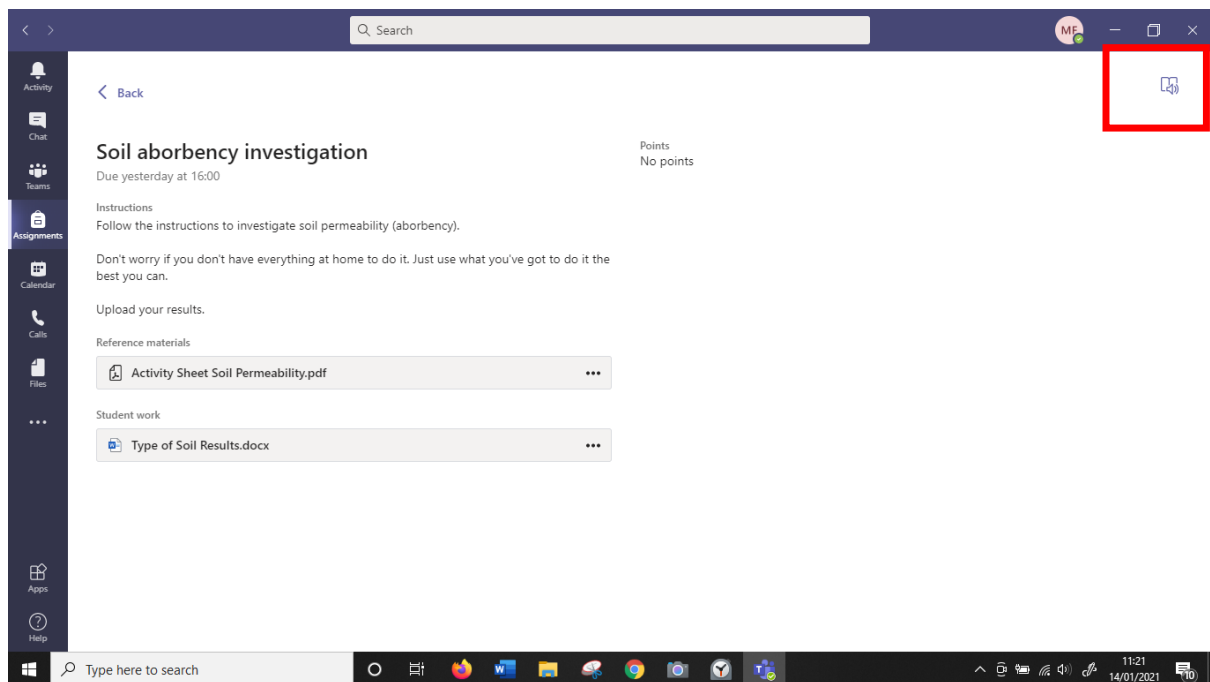 Search
MF
Activity
Chat
Teams
Assignments
Calendar
Calls
Files
Apps
Help
Back
Soil aborbency investigation
Due yesterday at 16:00
Points
No points
Instructions
Follow the instructions to investigate soil permeability (aborbency).
Don't worry if you don't have everything at home to do it. Just use what you've got to do it the
best you can.
Upload your results.
Reference materials
Activity Sheet Soil Permeability.pdf
Student work
Type of Soil Results.docx
Type here to search
11:21
14/01/2021
10